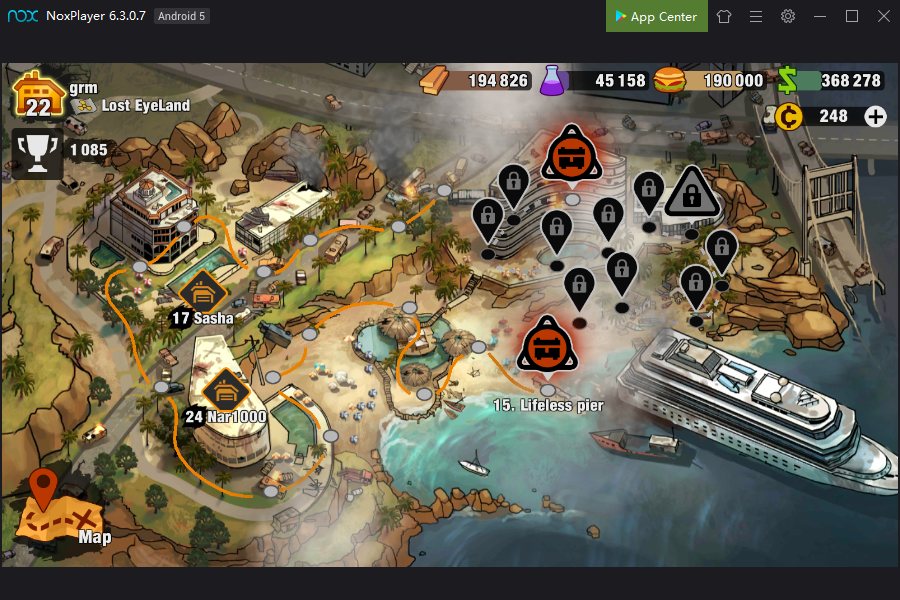 nox NoxPlayer 6.3.0.7 Android 5 App Center
22 grm
Lost EyeLand
1 085
194 826 45 158 190 000 368 278
248
17 Sasha
24 Nar1000
15. Lifeless pier
Map